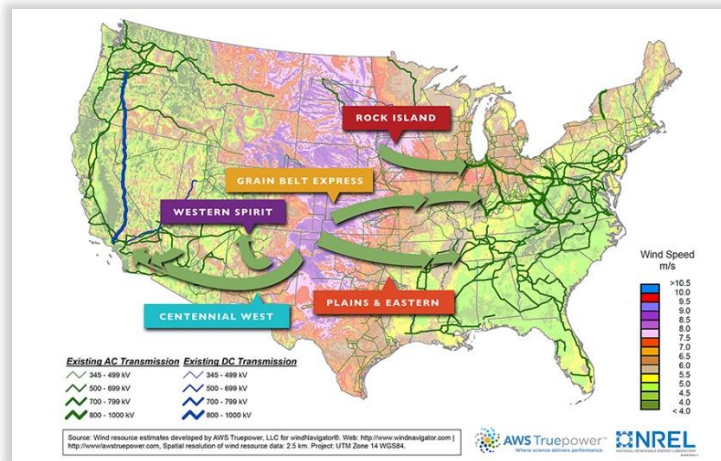 ROCK ISLAND
GRAIN BELT EXPRESS
WESTERN SPIRIT
CENTENNIAL WEST
PLAINS & EASTERN
Wind Speed
m/s
>10.5
10.0
9.5
9.0
8.5
8.0
7.5
7.0
6.5
6.0
5.5
5.0
4.5
4.0
< 4.0
Existing AC Transmission
345 - 499 kV
500 - 699 kV
700 - 799 kV
800 - 1000 kV
Existing DC Transmission
345 - 499 kV
500 - 699 kV
700 - 799 kV
800 - 1000 kV
Source: Wind resource estimates developed by AWS Truepower, LLC for windNavigator®. Web: http://www.windnavigator.com |
http://www.awstruepower.com, Spatial resolution of wind resource data: 2.5 km. Project: UTM Zone 14 WGS84.
AWS Truepower™
Where science delivers performance.
NREL
NATIONAL RENEWABLE ENERGY LABORATORY